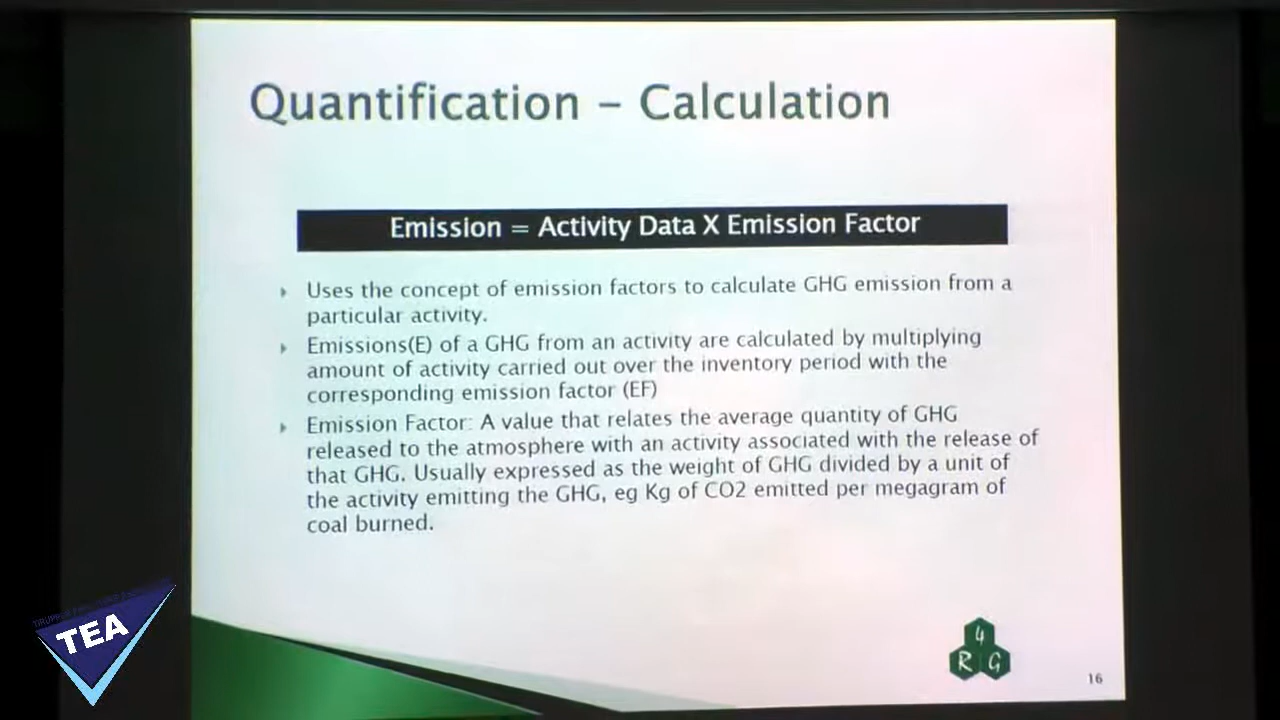 Quantification - Calculation
Emission = Activity Data X Emission Factor
Uses the concept of emission factors to calculate GHG emission from a
particular activity.
Emissions(E) of a GHG from an activity are calculated by multiplying
amount of activity carried out over the inventory period with the
corresponding emission factor (EF)
Emission Factor: A value that relates the average quantity of GHG
released to the atmosphere with an activity associated with the release of
that GHG. Usually expressed as the weight of GHG divided by a unit of
the activity emitting the GHG, eg Kg of CO2 emitted per megagram of
coal burned.
TEA
4
R G
16